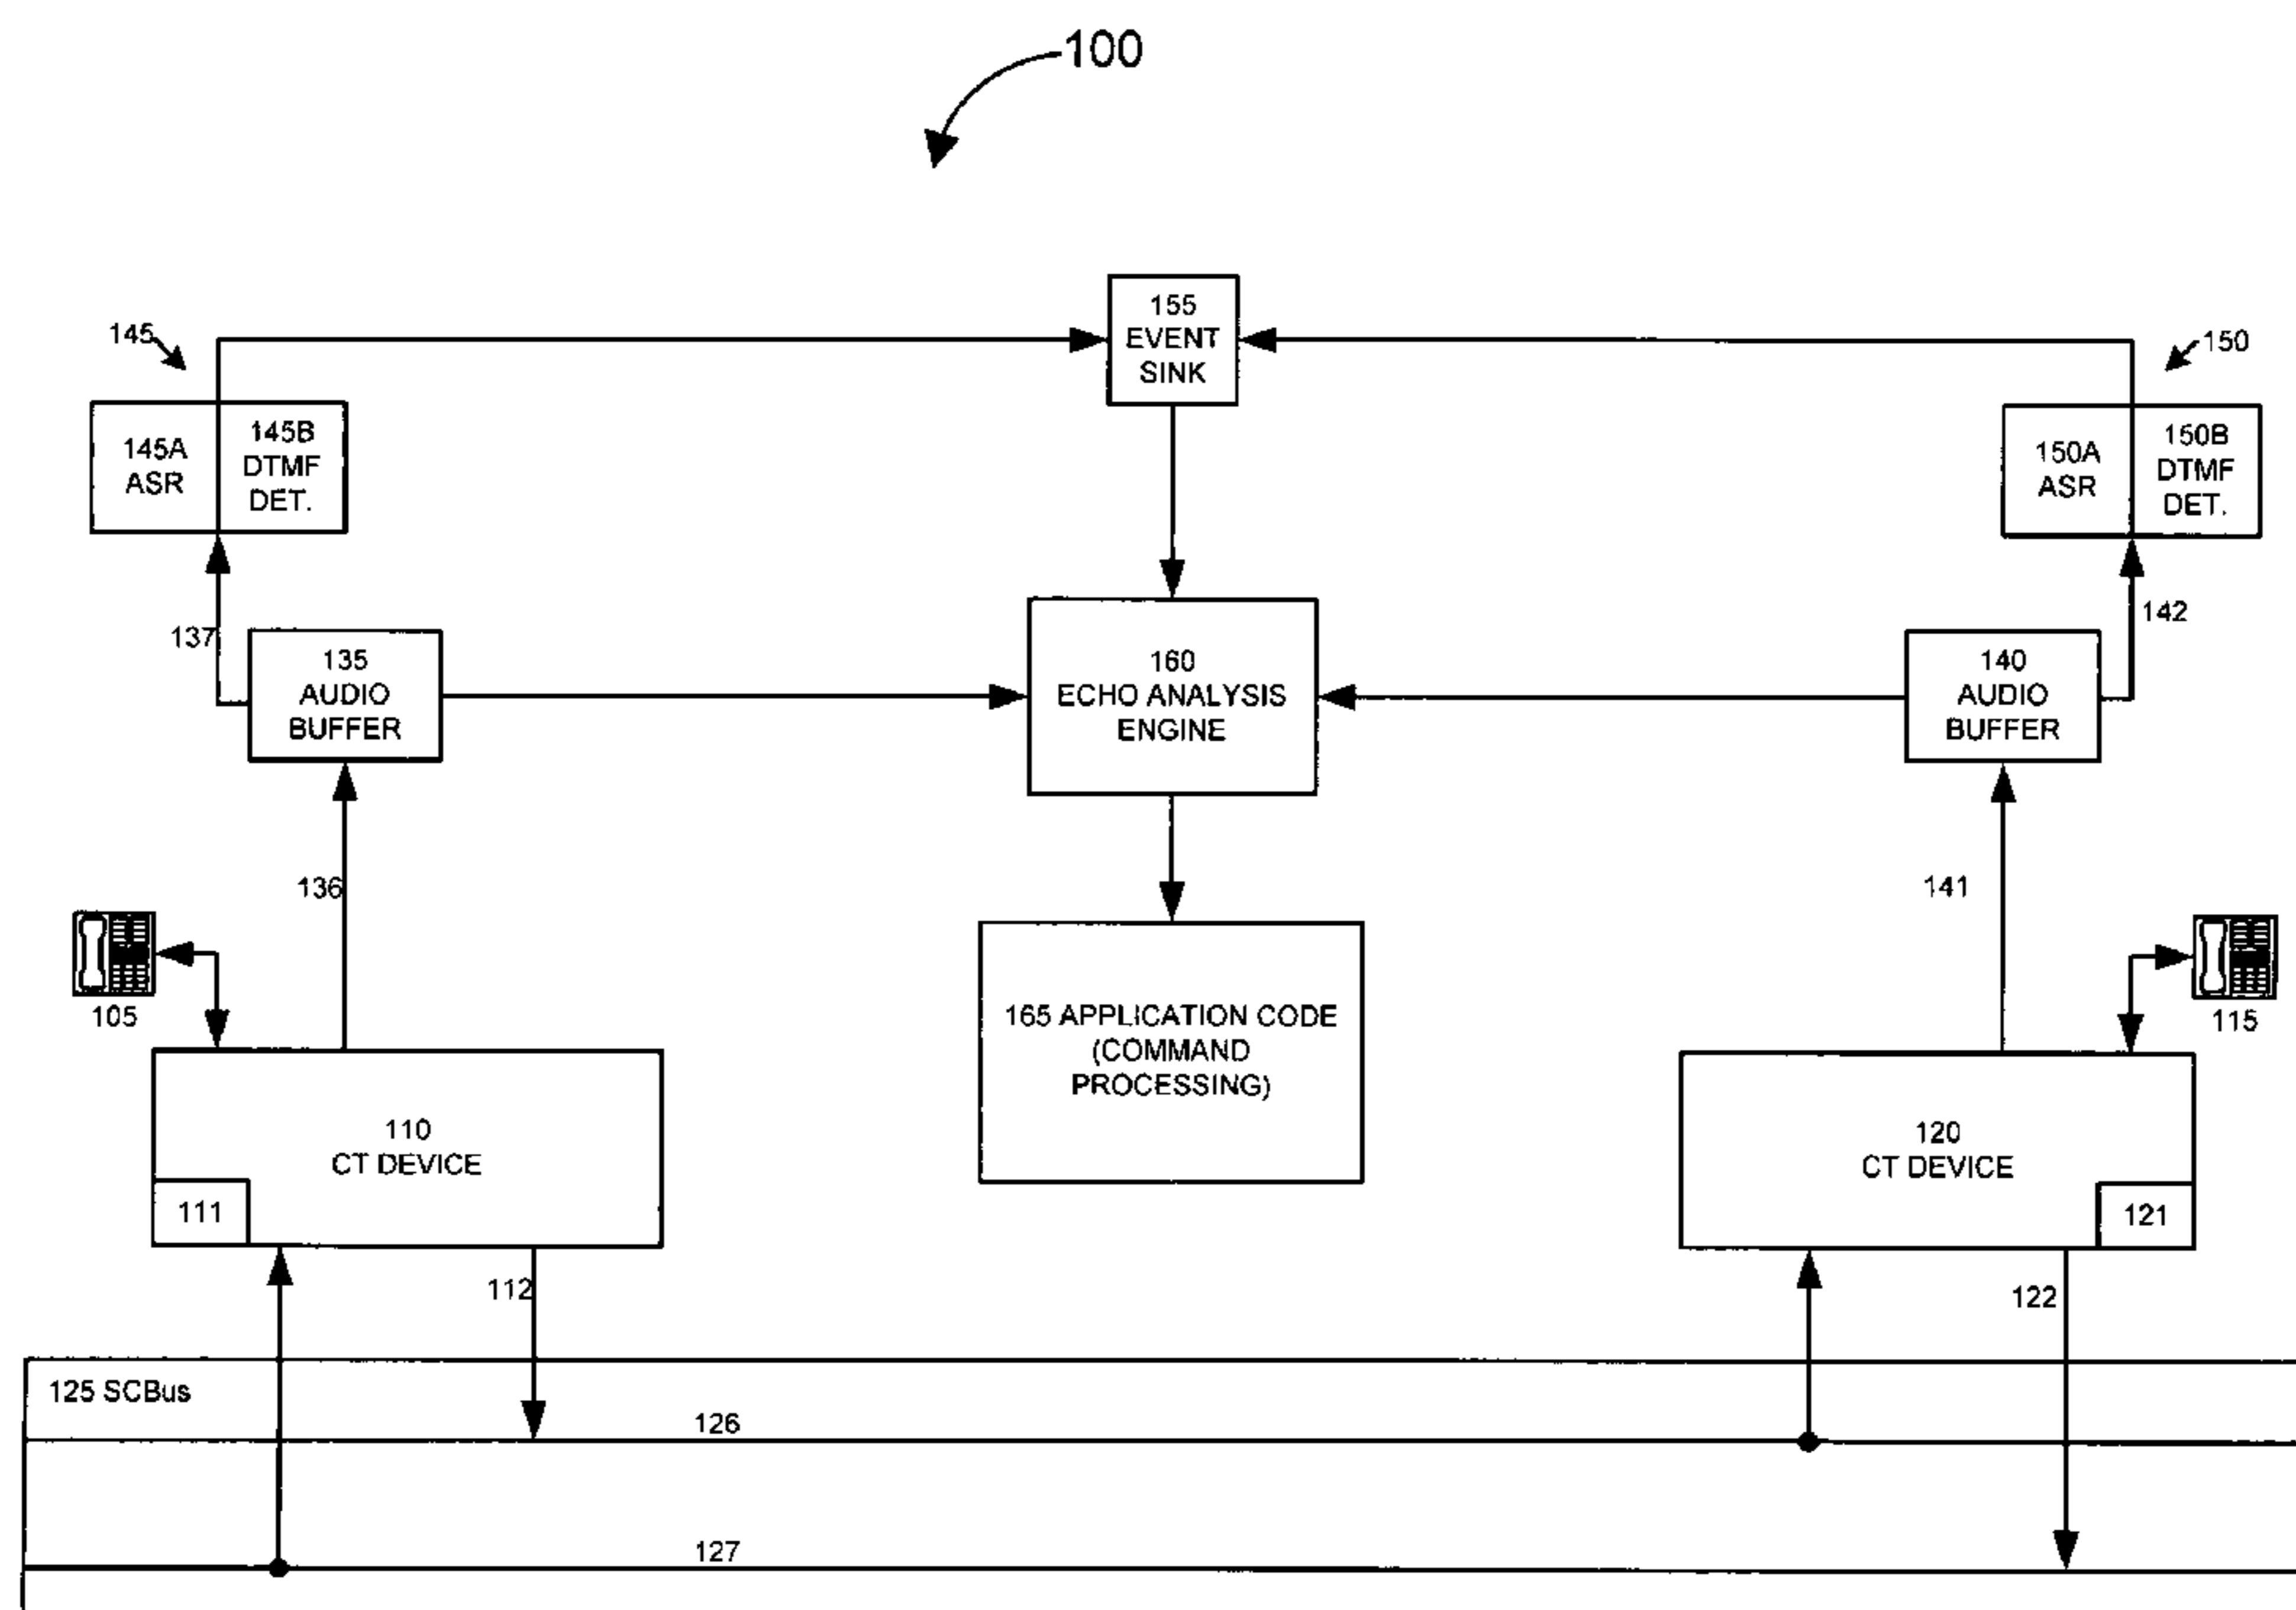 100
155
EVENT
SINK
145
150
145A
ASR
145B
DTMF
DET.
150A
ASR
150B
DTMF
DET.
137
142
135
AUDIO
BUFFER
160
ECHO ANALYSIS
ENGINE
140
AUDIO
BUFFER
136
141
105
115
165 APPLICATION CODE
(COMMAND
PROCESSING)
110
CT DEVICE
120
CT DEVICE
111
121
112
122
125 SCBus
126
127